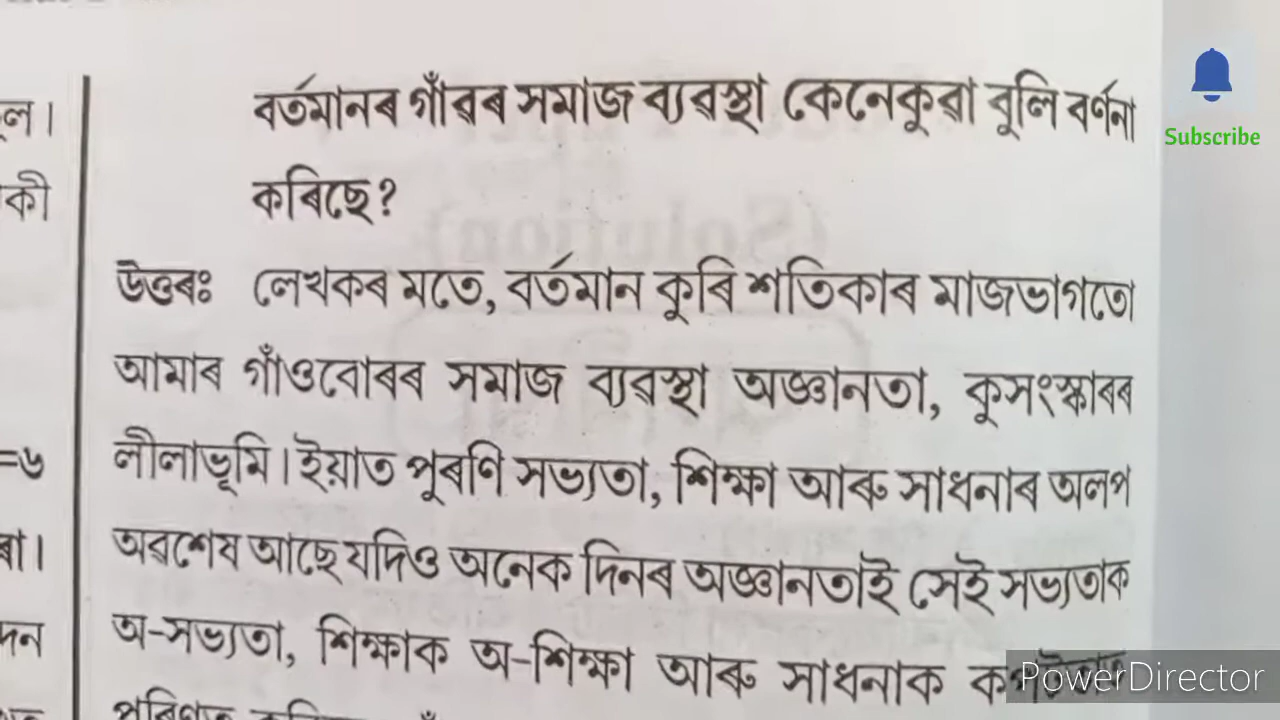 ল।
কী
=৬
ৰা।
দন
বৰ্তমানৰ গাঁৱৰ সমাজ ব্যৱস্থা কেনেকুৱা বুলি বৰ্ণনা
কৰিছে?
উত্তৰঃ লেখকৰ মতে, বৰ্তমান কুৰি শতিকাৰ মাজভাগতো
আমাৰ গাঁওবোৰৰ সমাজ ব্যৱস্থা অজ্ঞানতা, কুসংস্কাৰৰ
লীলাভূমি। ইয়াত পুৰণি সভ্যতা, শিক্ষা আৰু সাধনাৰ অলপ
অৱশেষ আছে যদিও অনেক দিনৰ অজ্ঞানতাই সেই সভ্যতাক
অ-সভ্যতা, শিক্ষাক অ-শিক্ষা আৰু সাধনাক
Subscribe
PowerDirector